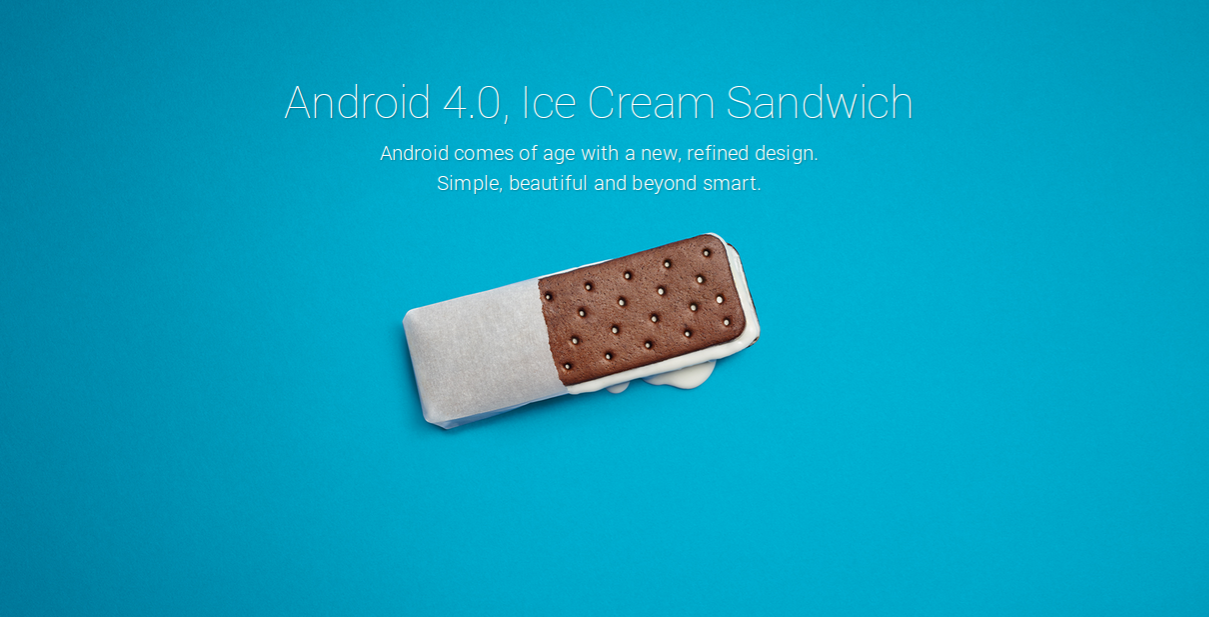 Android 4.0, Ice Cream Sandwich
Android comes of age with a new, refined design.
Simple, beautiful and beyond smart.